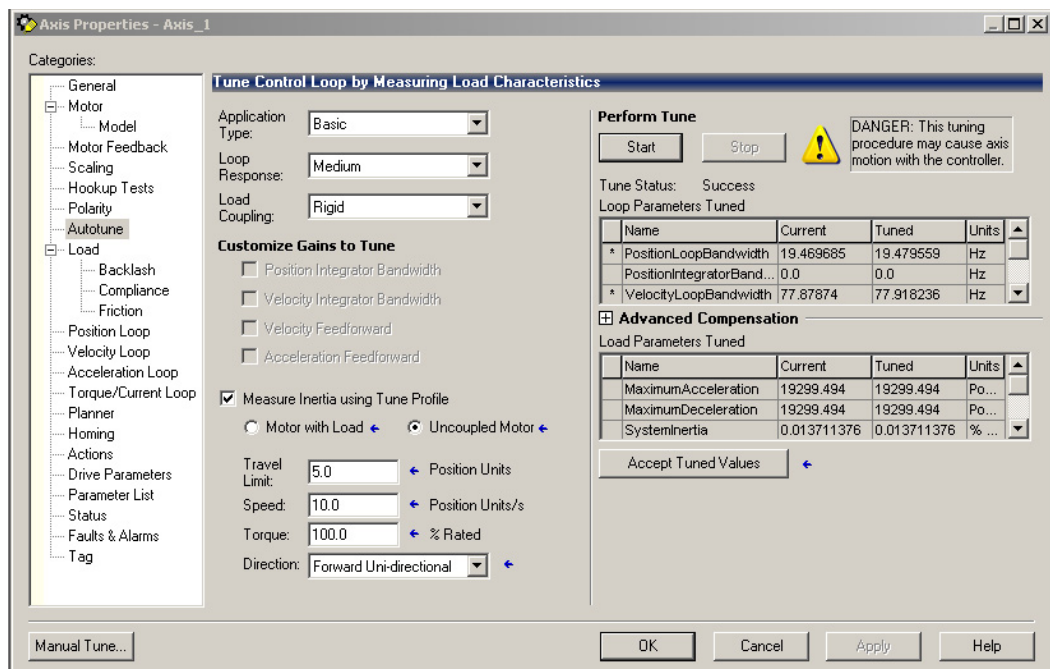 Axis Properties - Axis_1
Categories:
General
Motor
Model
Motor Feedback
Scaling
Hookup Tests
Polarity
Autotune
Load
Backlash
Compliance
Friction
Position Loop
Velocity Loop
Acceleration Loop
Torque/Current Loop
Planner
Homing
Actions
Drive Parameters
Parameter List
Status
Faults & Alarms
Tag
Tune Control Loop by Measuring Load Characteristics
Application Type: Basic
Loop Response: Medium
Load Coupling: Rigid
Customize Gains to Tune
Position Integrator Bandwidth
Velocity Integrator Bandwidth
Velocity Feedforward
Acceleration Feedforward
Measure Inertia using Tune Profile
Motor with Load Uncoupled Motor
Travel Limit: 5.0 Position Units
Speed: 10.0 Position Units/s
Torque: 100.0 % Rated
Direction: Forward Uni-directional
Perform Tune
Start Stop
DANGER: This tuning
procedure may cause axis
motion with the controller.
Tune Status: Success
Loop Parameters Tuned
Name Current Tuned Units
* PositionLoopBandwidth 19.469685 19.479559 Hz
PositionIntegratorBand... 0.0 0.0 Hz
* VelocityLoopBandwidth 77.87874 77.918236 Hz
Advanced Compensation
Load Parameters Tuned
Name Current Tuned Units
MaximumAcceleration 19299.494 19299.494 Po...
MaximumDeceleration 19299.494 19299.494 Po...
SystemInertia 0.013711376 0.013711376 % ...
Accept Tuned Values
Manual Tune... OK Cancel Apply Help